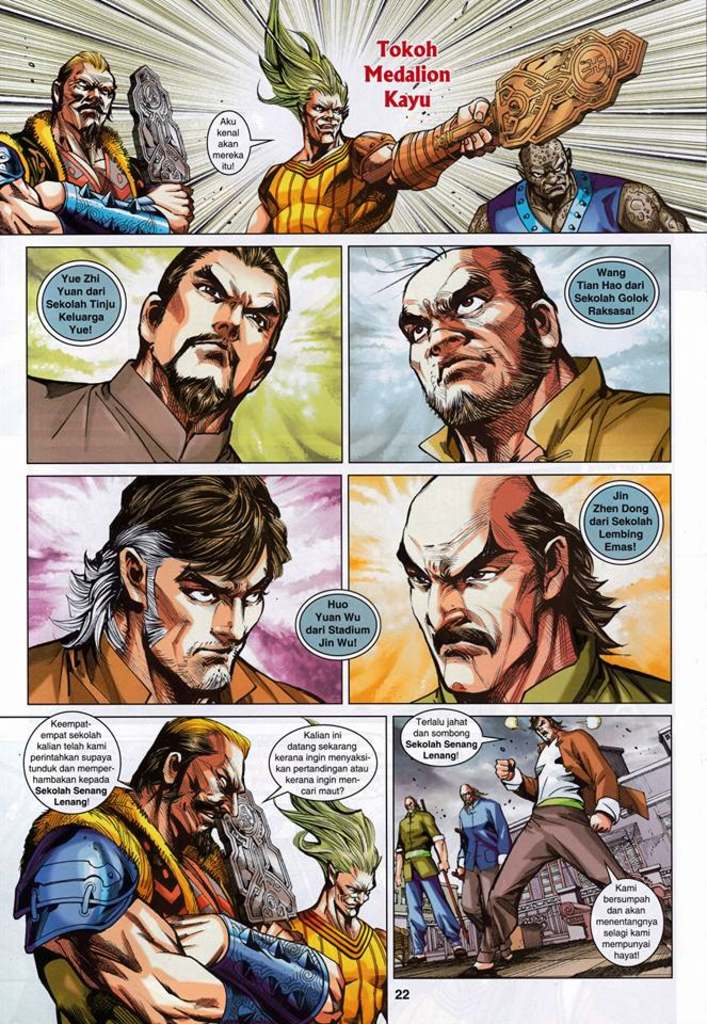 Tokoh
Medalion
Kayu
Aku
kenal
akan
mereka
itu!
Yue Zhi
Yuan dari
Sekolah Tinju
Keluarga
Yue!
Wang
Tian Hao dari
Sekolah Golok
Raksasa!
Huo
Yuan Wu
dari Stadium
Jin Wu!
Jin
Zhen Dong
dari Sekolah
Lembing
Emas!
Keempat-
empat sekolah
kalian telah kami
perintahkan supaya
tunduk dan memper-
hambakan kepada
Sekolah Senang
Lenang!
Kalian ini
datang sekarang
kerana ingin menyaksi-
kan pertandingan atau
kerana ingin men-
cari maut?
Terlalu jahat
dan sombong
Sekolah Senang
Lenang!
Kami
bersumpah
dan akan
menentangnya
selagi kami
mempunyai
hayat!
22